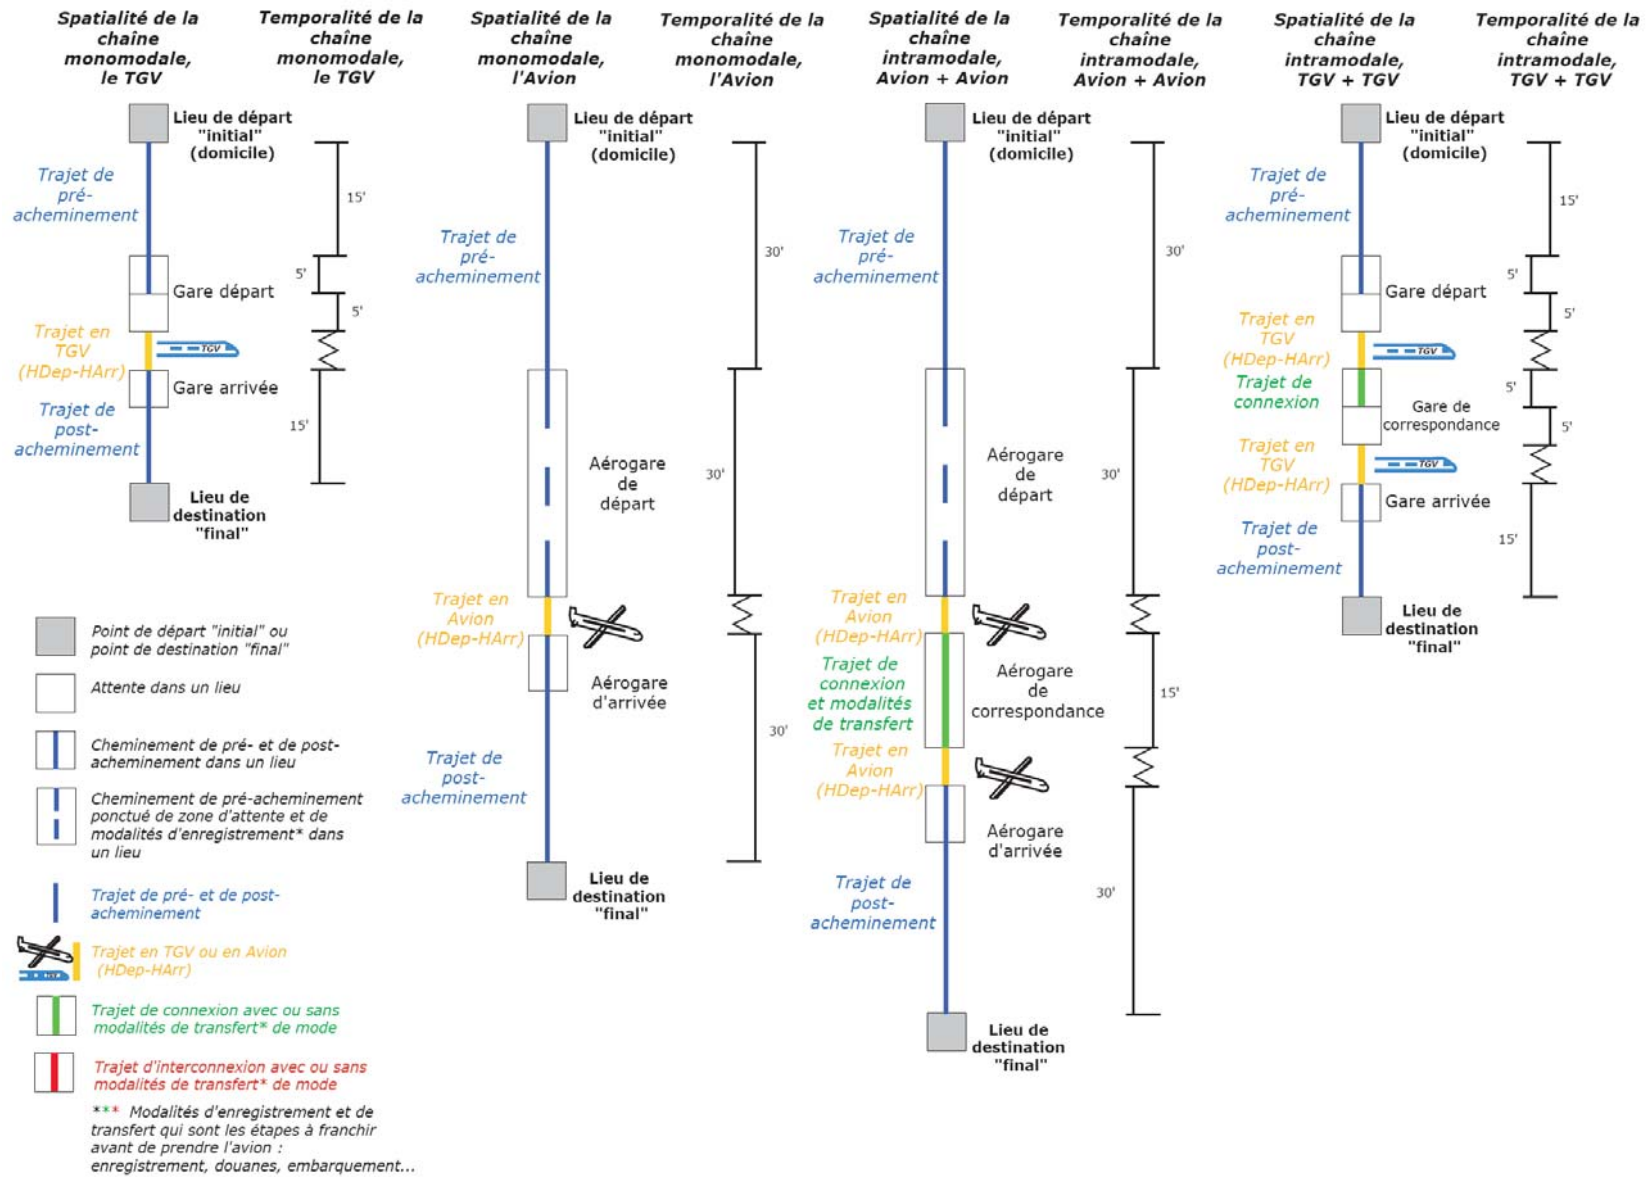 Spatialité de la
chaîne
monomodale,
le TGV
Temporalité de la
chaîne
monomodale,
le TGV
Spatialité de la
chaîne
monomodale,
l'Avion
Temporalité de la
chaîne
monomodale,
l'Avion
Spatialité de la
chaîne
intramodale,
Avion + Avion
Temporalité de la
chaîne
intramodale,
Avion + Avion
Spatialité de la
chaîne
intramodale,
TGV + TGV
Temporalité de la
chaîne
intramodale,
TGV + TGV
Lieu de départ
"initial"
(domicile)
Trajet de
pré-
acheminement
15'
5'
Gare départ
5'
Trajet en
TGV
(HDep-HArr)
TGV
Gare arrivée
Trajet de
post-
acheminement
15'
Lieu de
destination
"final"
Lieu de départ
"initial"
(domicile)
Trajet de
pré-
acheminement
30'
Aérogare
de
départ
30'
Trajet en
Avion
(HDep-HArr)
Aérogare
d'arrivée
30'
Trajet de
post-
acheminement
Lieu de
destination
"final"
Lieu de départ
"initial"
(domicile)
Trajet de
pré-
acheminement
30'
Aérogare
de
départ
30'
Trajet en
Avion
(HDep-HArr)
Trajet de
connexion
et modalités
de transfert
Aérogare
de
correspondance
15'
Trajet en
Avion
(HDep-HArr)
Aérogare
d'arrivée
Trajet de
post-
acheminement
30'
Lieu de
destination
"final"
Lieu de départ
"initial"
(domicile)
Trajet de
pré-
acheminement
15'
5'
Gare départ
5'
Trajet en
TGV
(HDep-HArr)
TGV
Trajet de
connexion
5'
Gare de
correspondance
5'
Trajet en
TGV
(HDep-HArr)
TGV
Gare arrivée
Trajet de
post-
acheminement
15'
Lieu de
destination
"final"
Point de départ "initial" ou
point de destination "final"
Attente dans un lieu
Cheminement de pré- et de post-
acheminement dans un lieu
Cheminement de pré-acheminement
ponctué de zone d'attente et de
modalités d'enregistrement* dans
un lieu
Trajet de pré- et de post-
acheminement
TGV
Trajet en TGV ou en Avion
(HDep-HArr)
Trajet de connexion avec ou sans
modalités de transfert* de mode
Trajet d'interconnexion avec ou sans
modalités de transfert* de mode
*** Modalités d'enregistrement et de
transfert qui sont les étapes à franchir
avant de prendre l'avion :
enregistrement, douanes, embarquement...